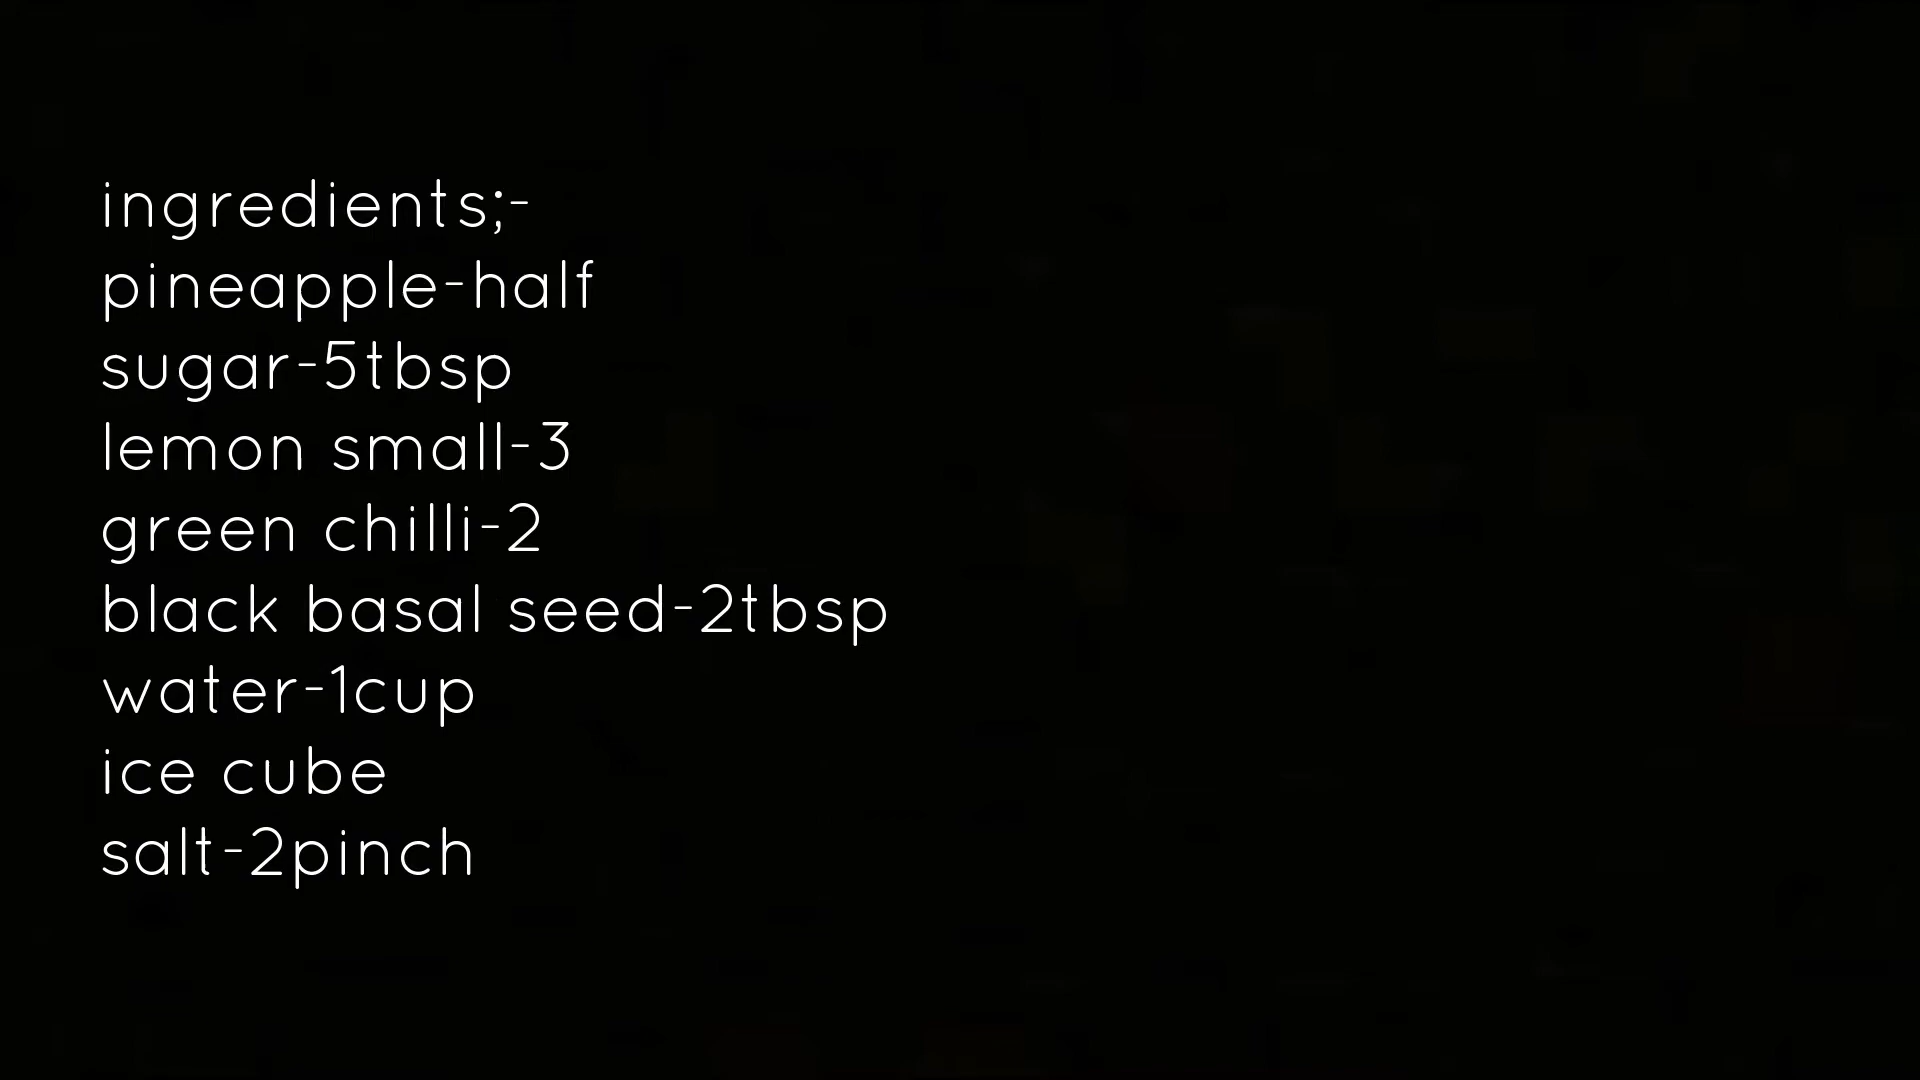 ingredients;-
pineapple-half
sugar-5tbsp
lemon small-3
green chilli-2
black basal seed-2tbsp
water-1cup
ice cube
salt-2pinch